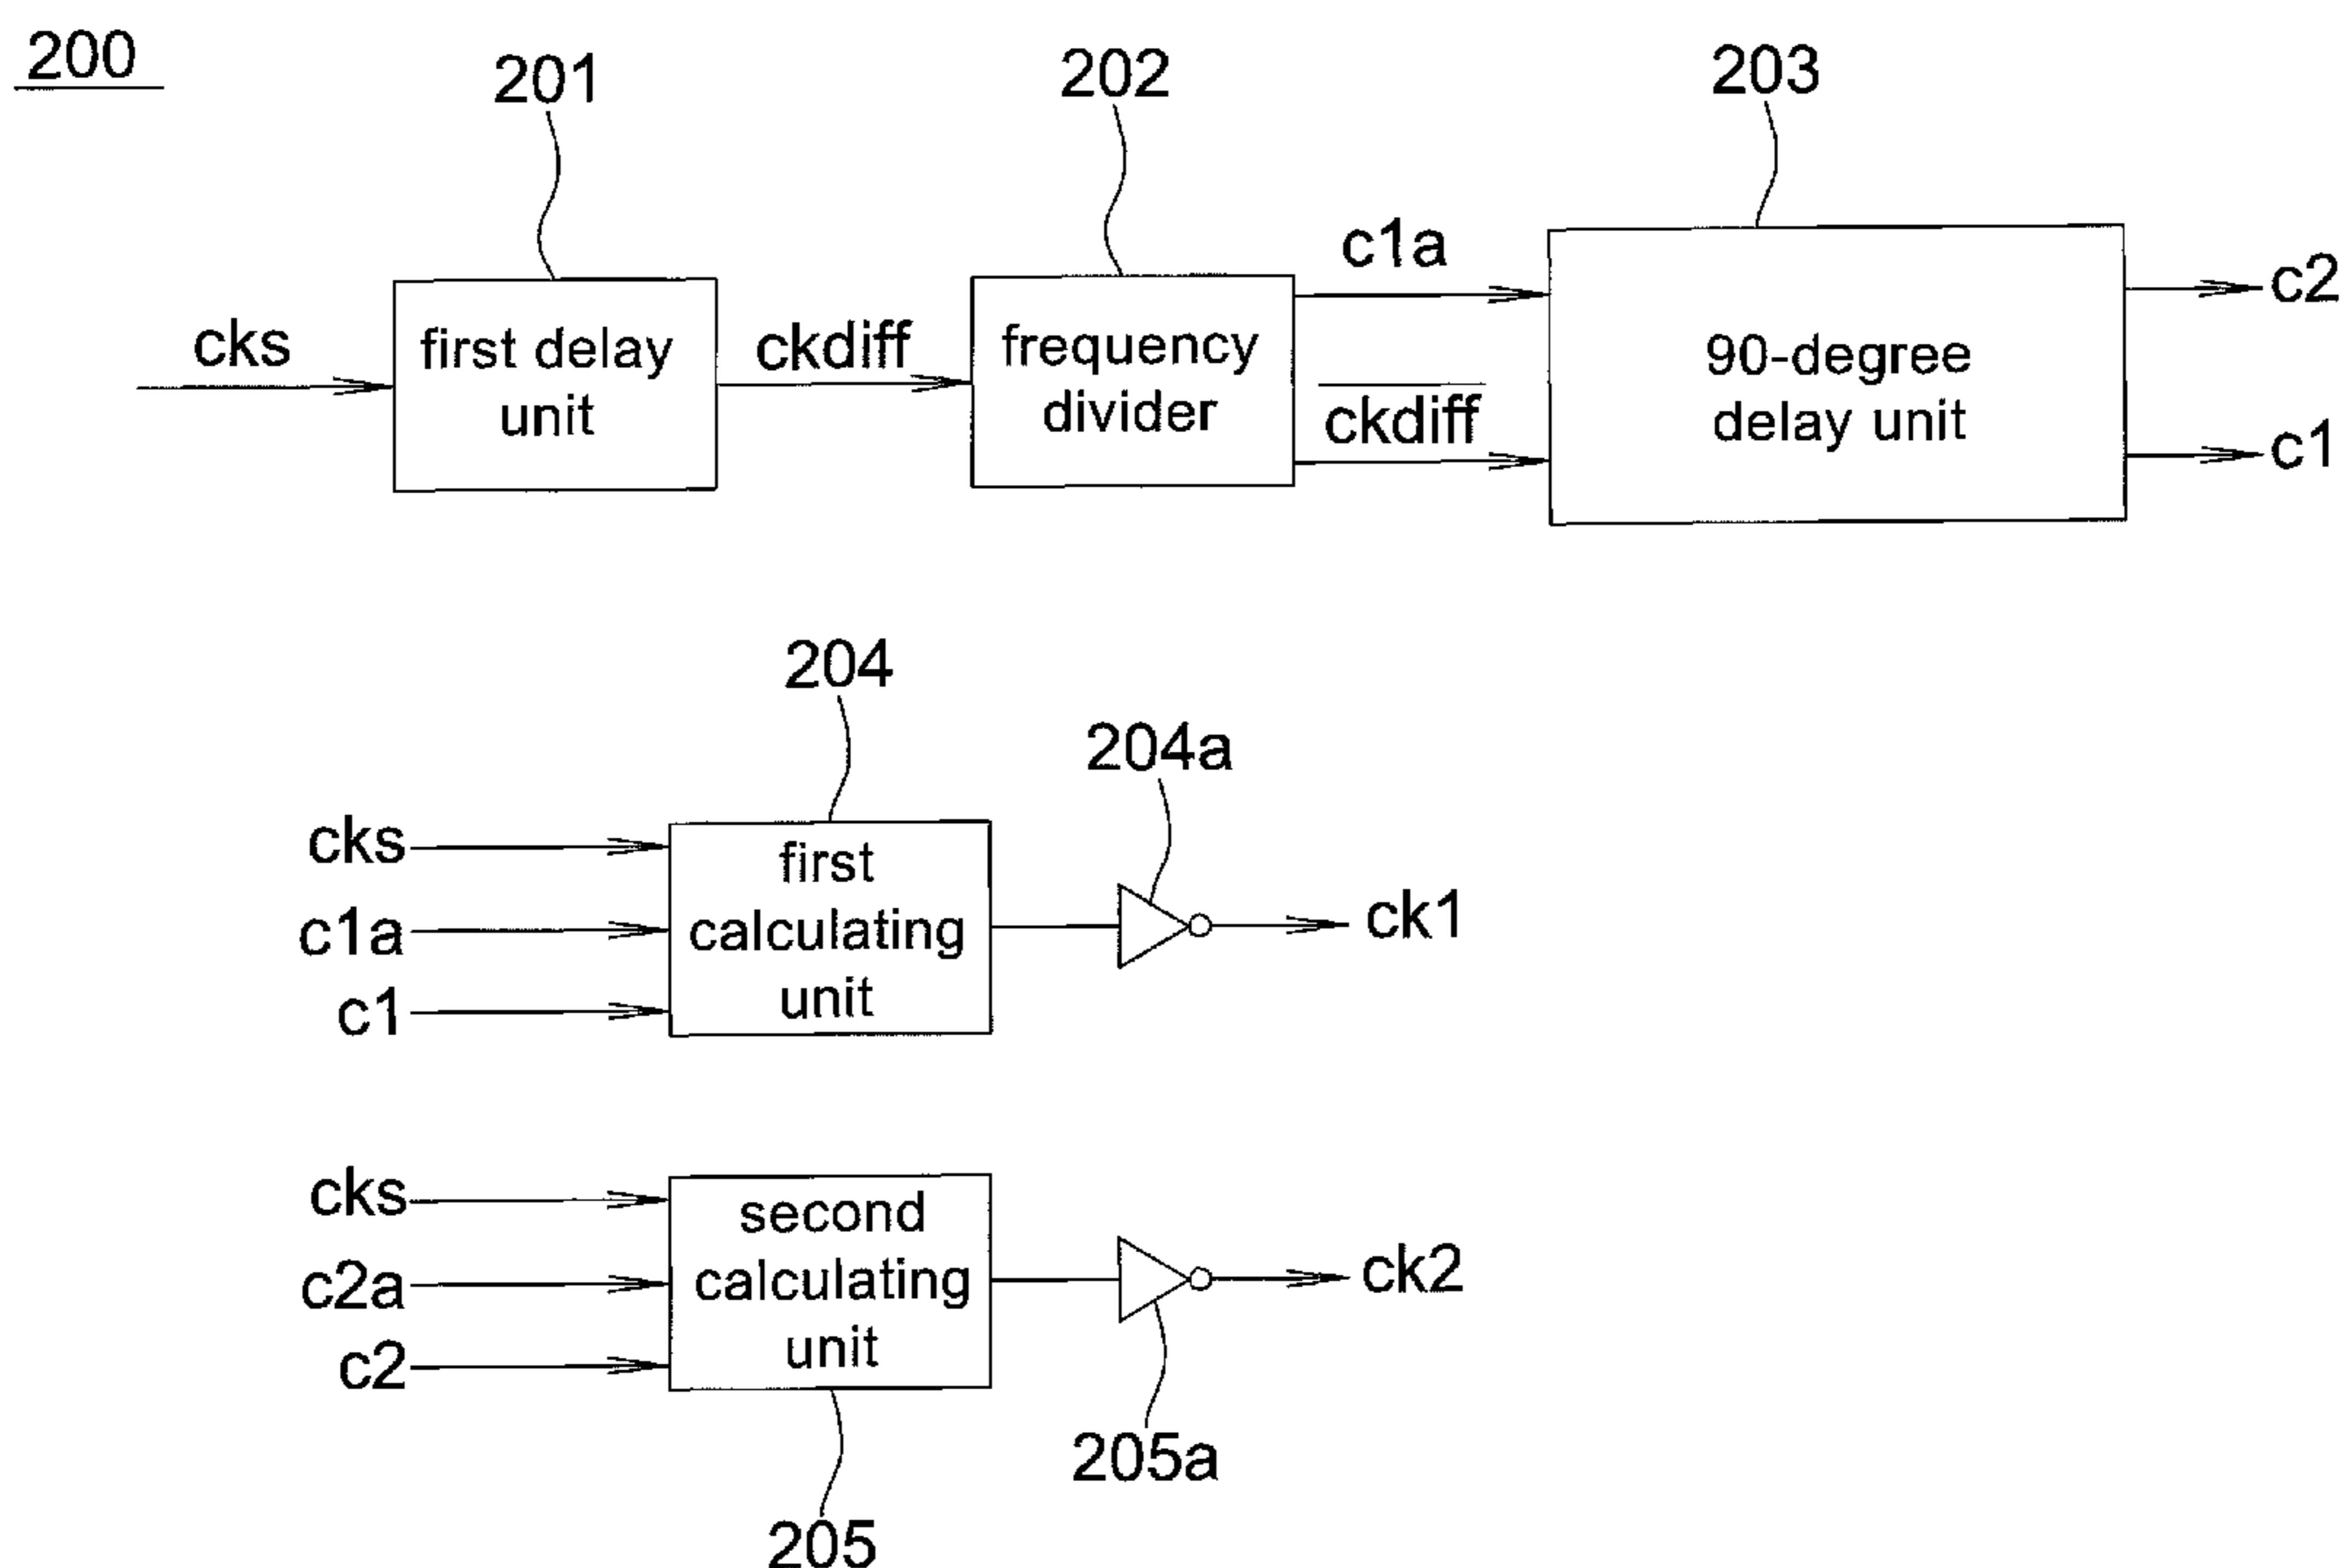 200
201
202
203
cks
first delay
unit
ckdiff
frequency
divider
c1a
c̅k̅d̅i̅f̅f̅
90-degree
delay unit
c2
c1
204
204a
cks
c1a
c1
first
calculating
unit
ck1
cks
c2a
c2
second
calculating
unit
ck2
205a
205